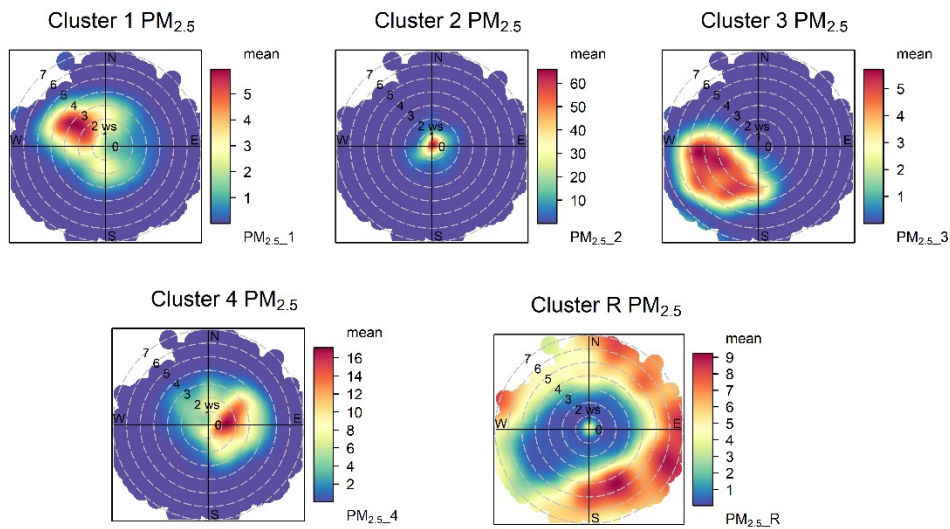 Cluster 1 PM2.5
mean
N
7
6
5
4
3
2 ws
1
0
W
E
S
5
4
3
2
1
PM2.5_1
Cluster 2 PM2.5
mean
N
7
6
5
4
3
2 ws
1
0
W
E
S
60
50
40
30
20
10
PM2.5_2
Cluster 3 PM2.5
mean
N
7
6
5
4
3
2 ws
1
0
W
E
S
5
4
3
2
1
PM2.5_3
Cluster 4 PM2.5
mean
N
7
6
5
4
3
2 ws
1
0
W
E
S
16
14
12
10
8
6
4
2
PM2.5_4
Cluster R PM2.5
mean
N
7
6
5
4
3
2 ws
1
0
W
E
S
9
8
7
6
5
4
3
2
1
PM2.5_R